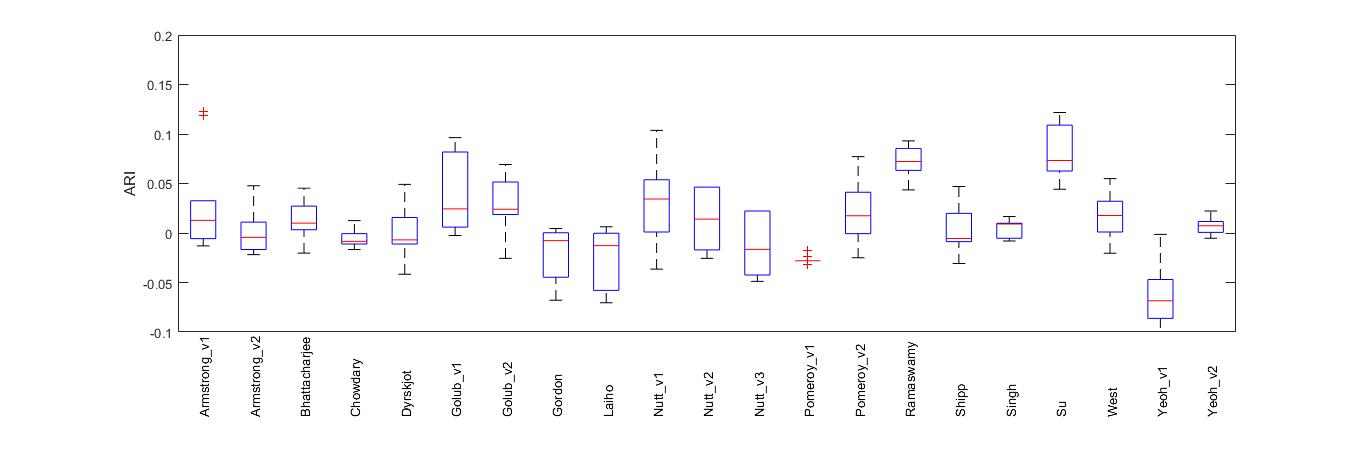 0.2
0.15
0.1
0.05
0
-0.05
-0.1
ARI
Armstrong_v1
Armstrong_v2
Bhattacharjee
Chowdary
Dyrskjot
Golub_v1
Golub_v2
Gordon
Laiho
Nutt_v1
Nutt_v2
Nutt_v3
Pomeroy_v1
Pomeroy_v2
Ramaswamy
Shipp
Singh
Su
West
Yeoh_v1
Yeoh_v2